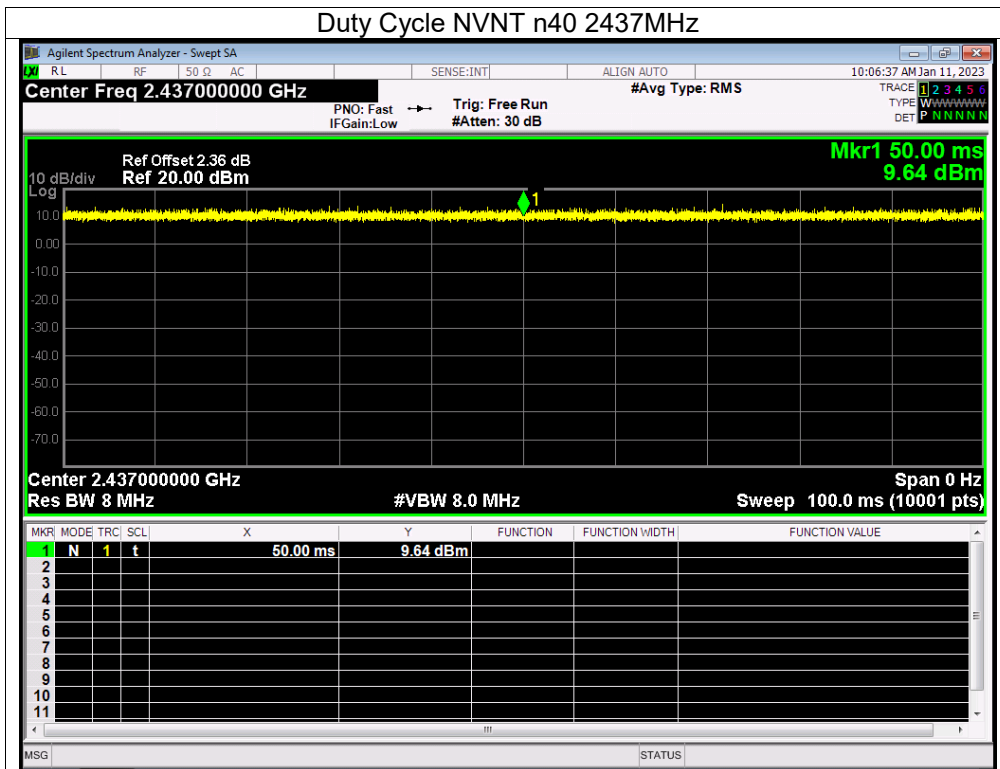 Duty Cycle NVNT n40 2437MHz
Agilent Spectrum Analyzer - Swept SA
LXI RL RF 50 Ω AC SENSE:INT ALIGN AUTO 10:06:37 AM Jan 11, 2023
Center Freq 2.437000000 GHz #Avg Type: RMS TRACE 1 2 3 4 5 6
PNO: Fast Trig: Free Run TYPE WWWWWW
IFGain:Low #Atten: 30 dB DET P N N N N N
Mkr1 50.00 ms
Ref Offset 2.36 dB
10 dB/div Ref 20.00 dBm 9.64 dBm
Log
1
10.0
0.00
-10.0
-20.0
-30.0
-40.0
-50.0
-60.0
-70.0
Center 2.437000000 GHz Span 0 Hz
Res BW 8 MHz #VBW 8.0 MHz Sweep 100.0 ms (10001 pts)
MKR MODE TRC SCL X Y FUNCTION FUNCTION WIDTH FUNCTION VALUE
1 N 1 t 50.00 ms 9.64 dBm
2
3
4
5
6
7
8
9
10
11
MSG STATUS